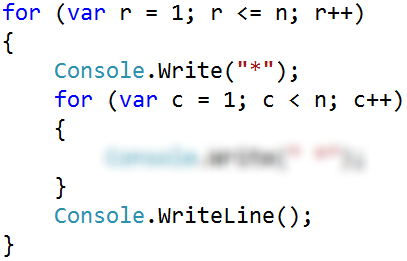 for (var r = 1; r <= n; r++)
{
    Console.Write("*");
    for (var c = 1; c < n; c++)
    {
    }
    Console.WriteLine();
}